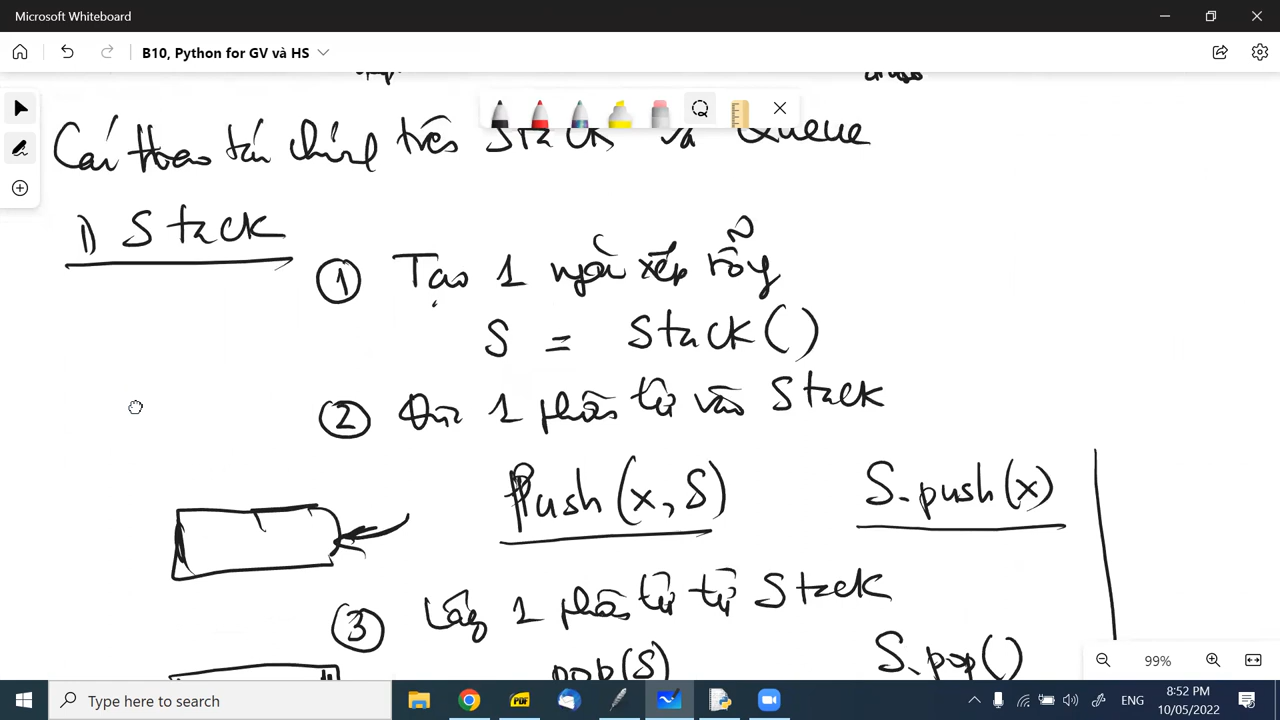 Microsoft Whiteboard
B10, Python for GV và HS
Các thao tác chính trên Stack và Queue
1) Stack
① Tạo 1 ngăn xếp rỗng
S = Stack()
② Đưa 1 phần tử vào Stack
Push(x, S) S.push(x)
③ Lấy 1 phần tử từ Stack
pop(S) S.pop()
99%
Type here to search
PDF
ENG
8:52 PM
10/05/2022